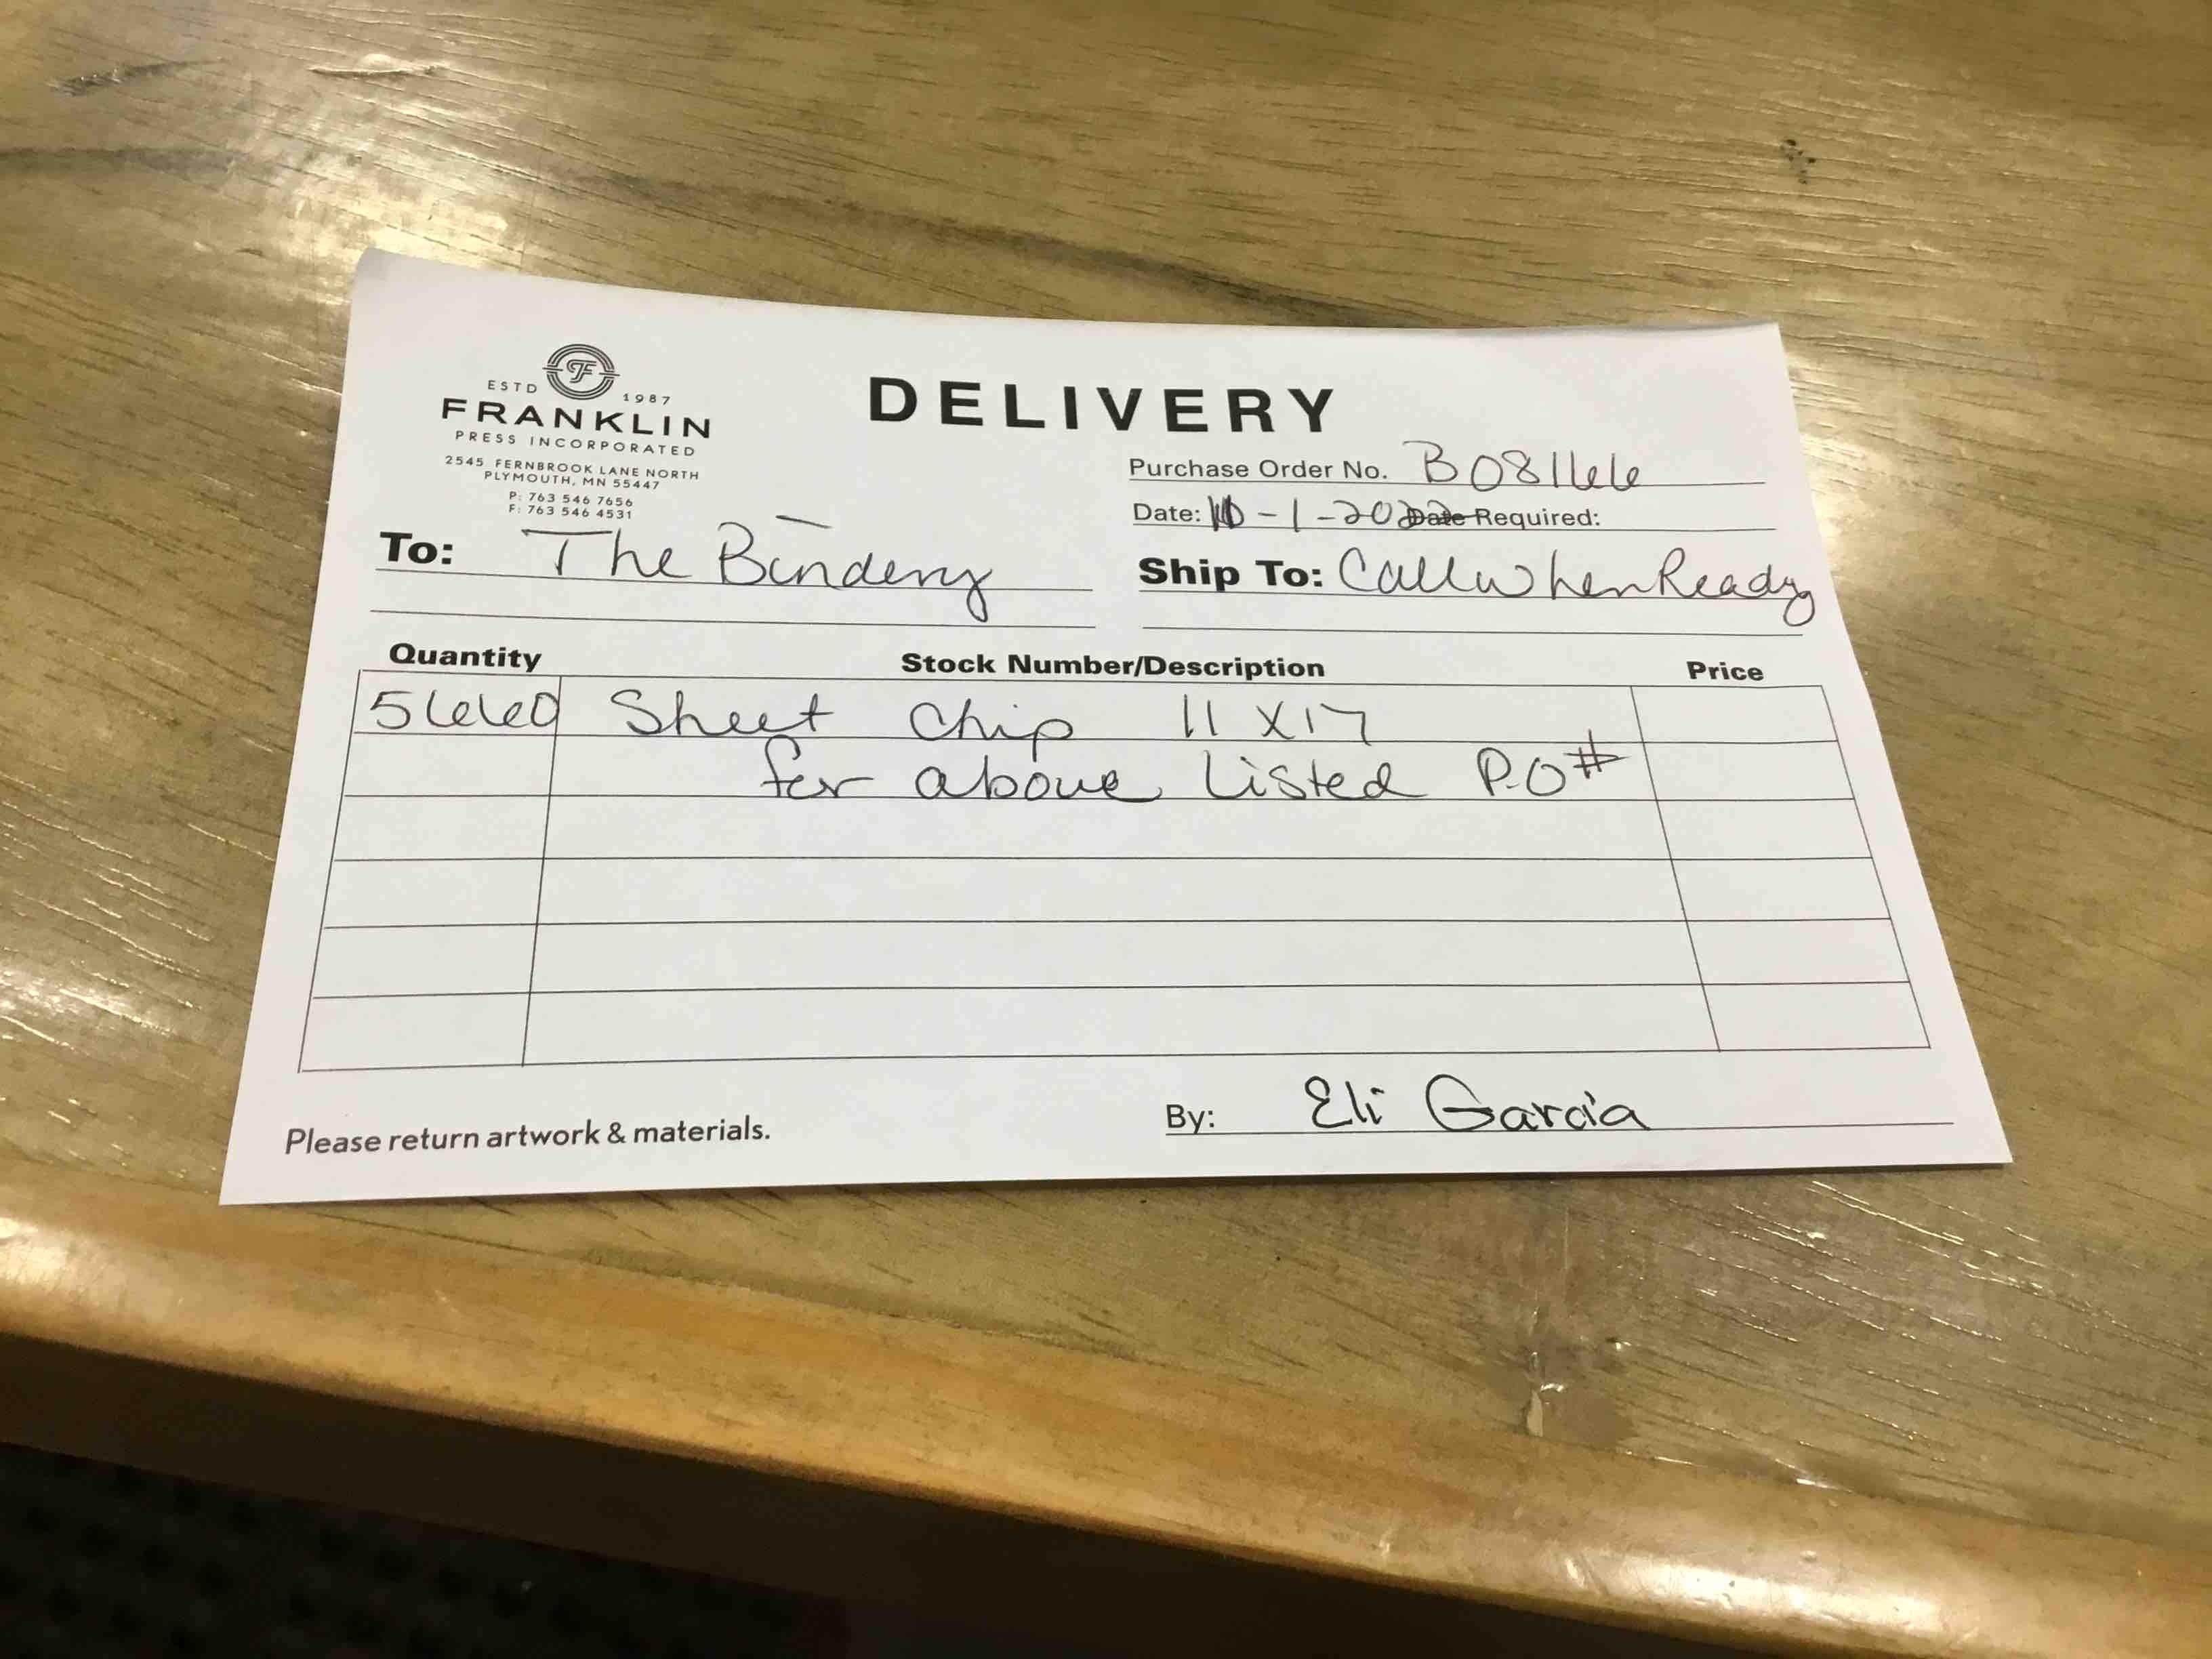 ESTD 1987
FRANKLIN
PRESS INCORPORATED
2545 FERNBROOK LANE NORTH
PLYMOUTH, MN 55447
P: 763 546 7656
F: 763 546 4531
DELIVERY
Purchase Order No. B08166
Date: 10-1-2022 Date Required:
To: The Bindery
Ship To: Call when Ready
Quantity Stock Number/Description Price
5660 Sheet Chip 11 X 17
for above listed P.O#
Please return artwork & materials.
By: Eli Garcia